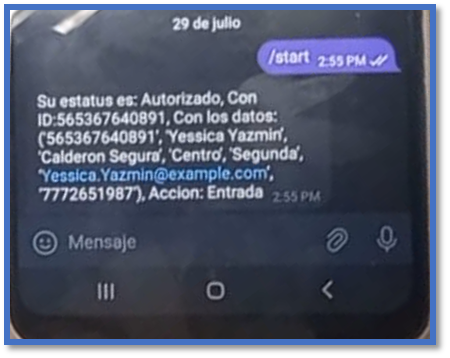 29 de julio
/start 2:55 PM
Su estatus es: Autorizado, Con
ID:565367640891, Con los datos:
('565367640891', 'Yessica Yazmin',
'Calderon Segura', 'Centro', 'Segunda',
'Yessica.Yazmin@example.com',
'7772651987'), Accion: Entrada 2:55 PM
Mensaje